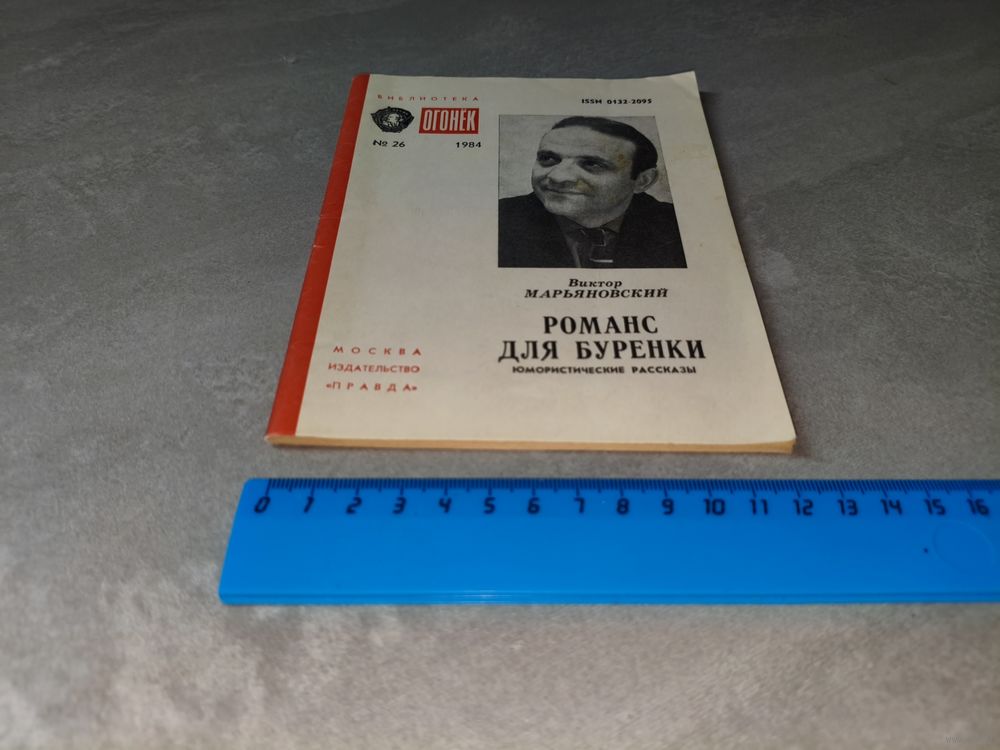 БИБЛИОТЕКА
ОГОНЁК
№ 26 1984
ISSN 0132-2095
Виктор
МАРЬЯНОВСКИЙ
РОМАНС
ДЛЯ БУРЕНКИ
ЮМОРИСТИЧЕСКИЕ РАССКАЗЫ
МОСКВА
ИЗДАТЕЛЬСТВО
«ПРАВДА»
0 1 2 3 4 5 6 7 8 9 10 11 12 13 14 15 16